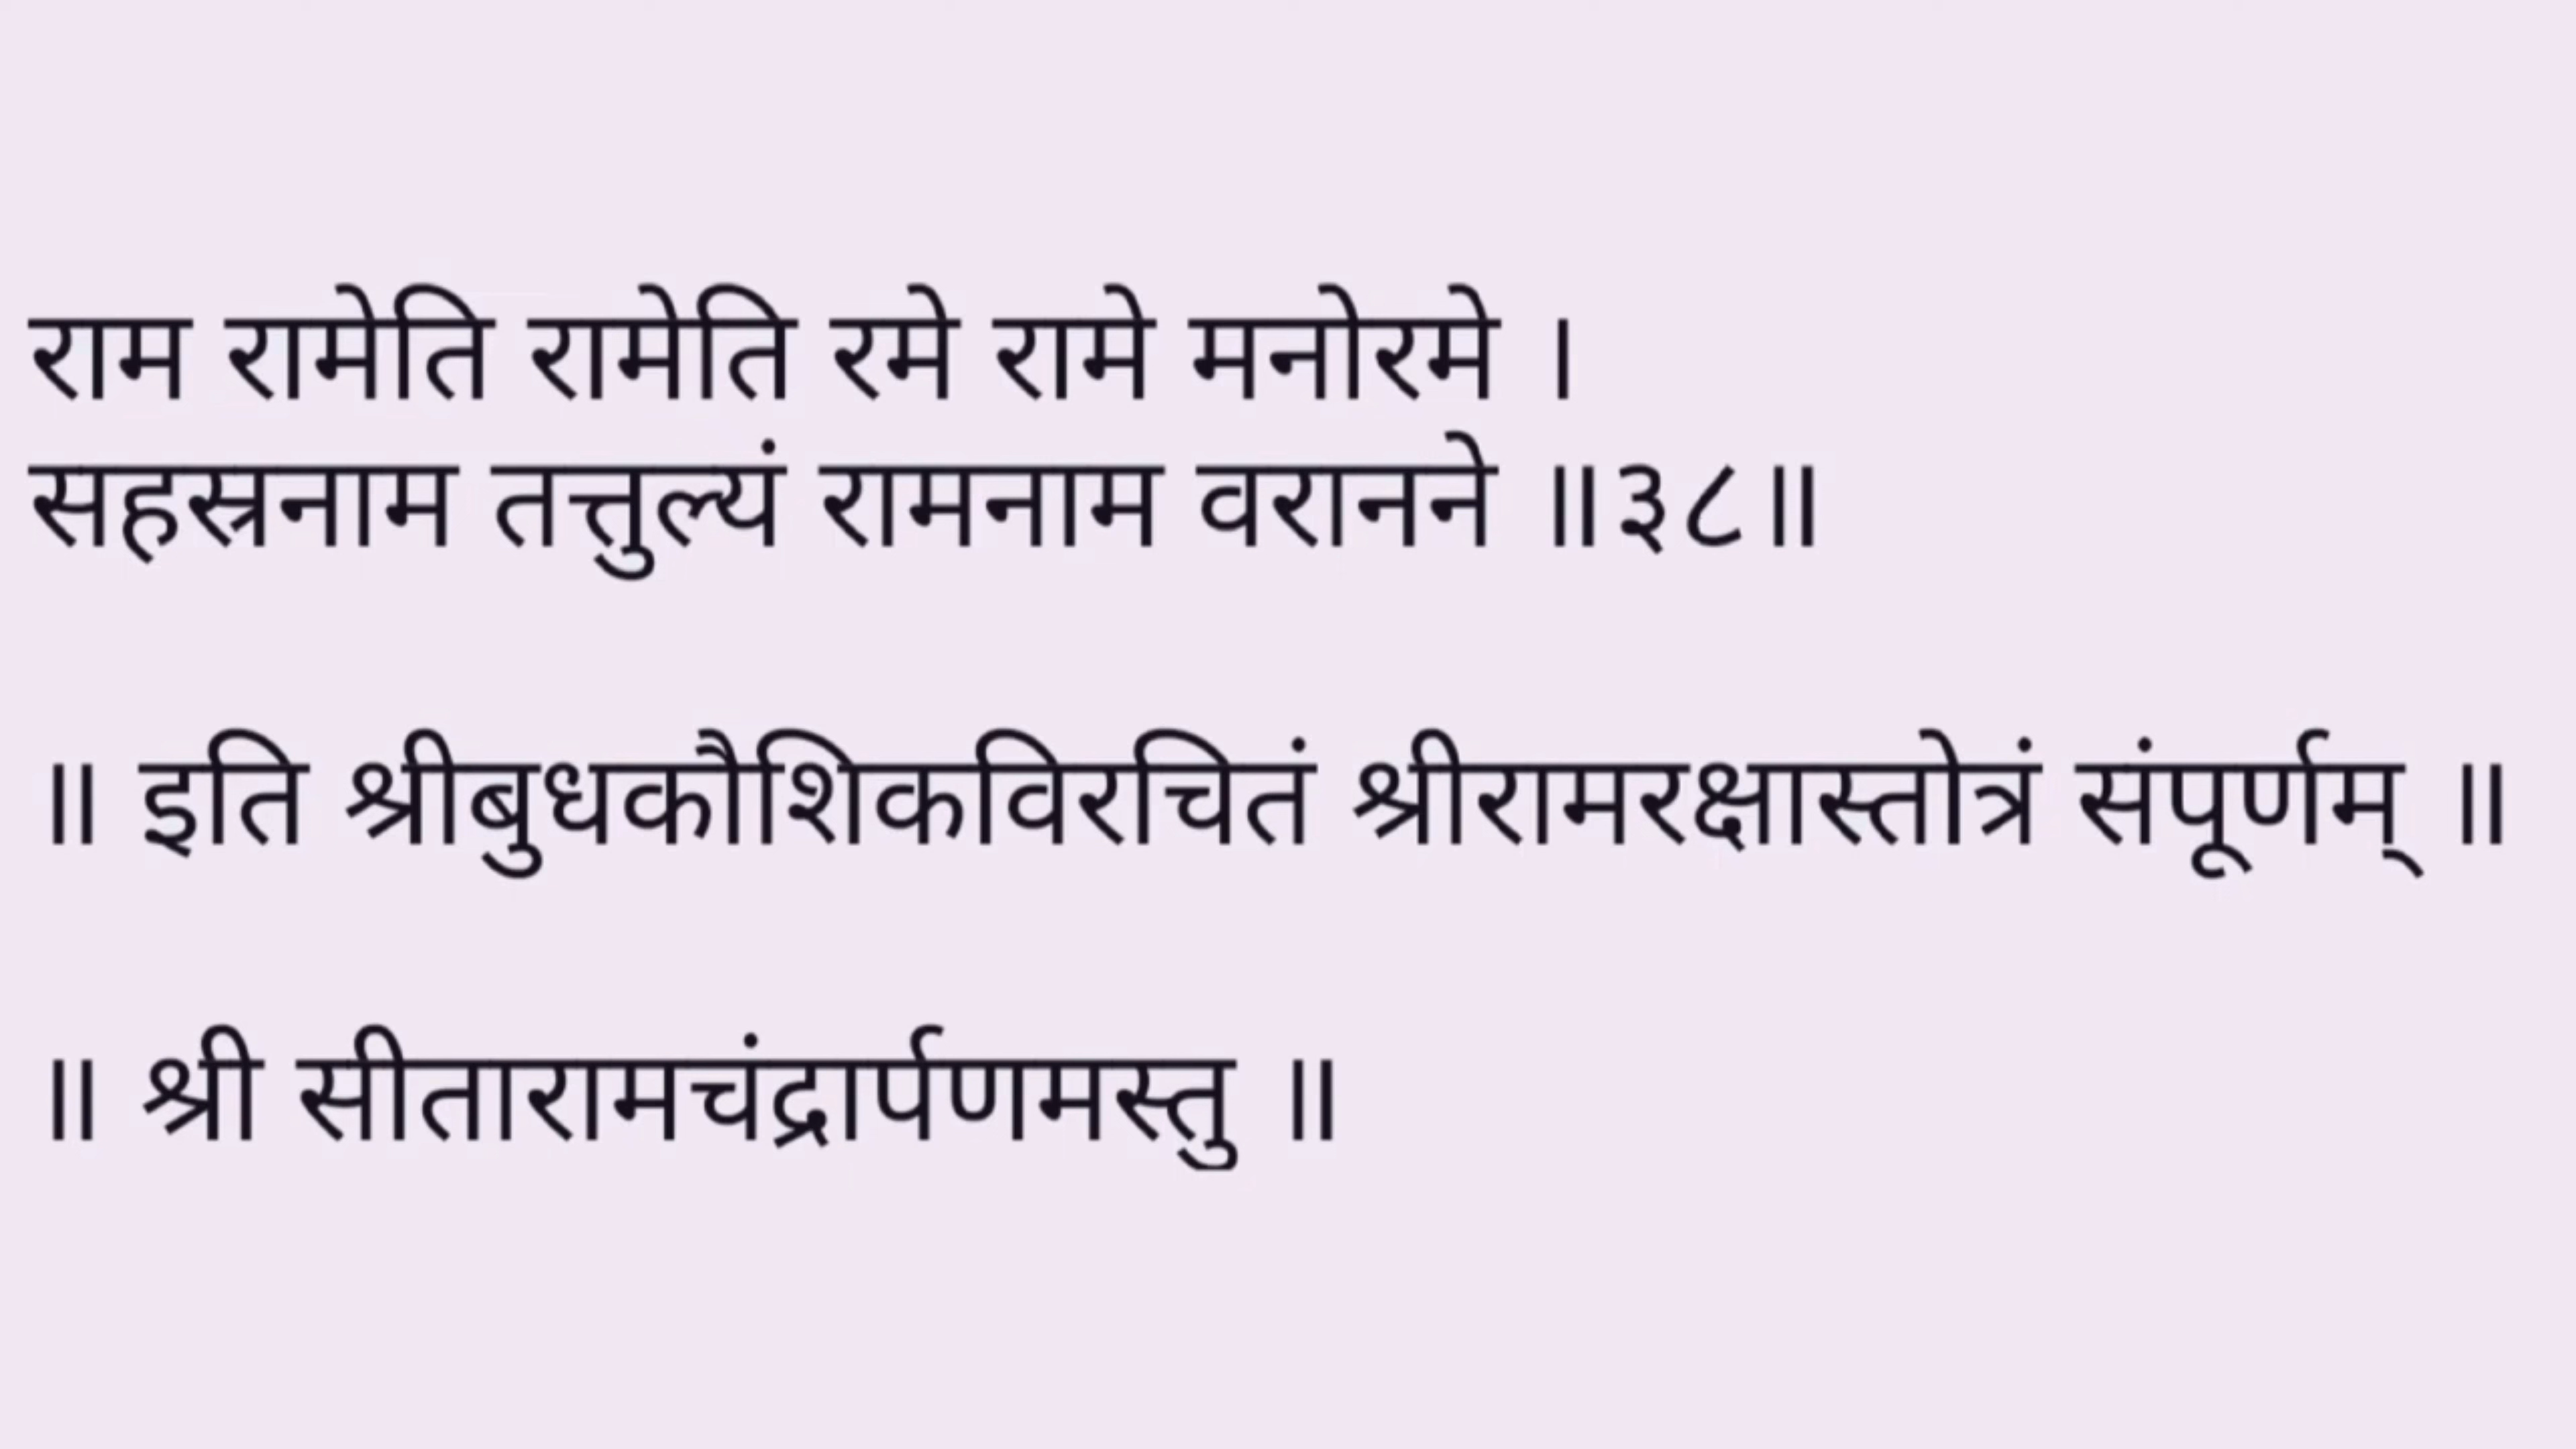 राम रामेति रामेति रमे रामे मनोरमे ।
सहस्रनाम तत्तुल्यं रामनाम वरानने ॥३८॥
॥ इति श्रीबुधकौशिकविरचितं श्रीरामरक्षास्तोत्रं संपूर्णम् ॥
॥ श्री सीतारामचंद्रार्पणमस्तु ॥